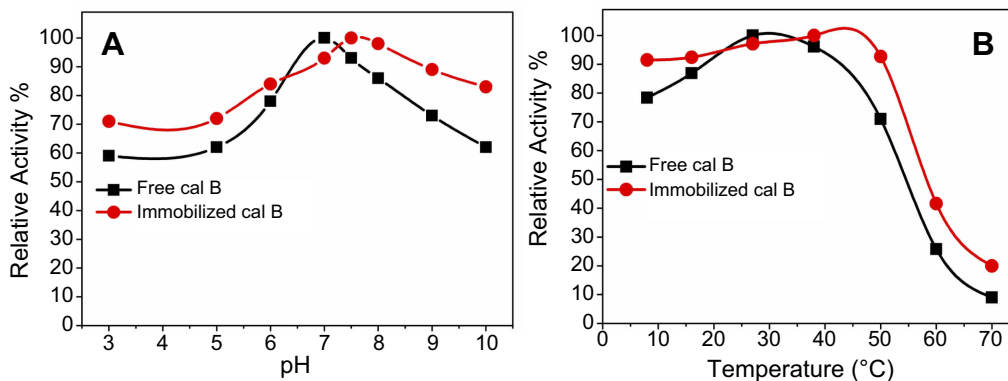 A
Relative Activity %
100
90
80
70
60
50
40
30
20
10
0
Free cal B
Immobilized cal B
3 4 5 6 7 8 9 10
pH
B
Relative Activity %
100
90
80
70
60
50
40
30
20
10
0
Free cal B
Immobilized cal B
0 10 20 30 40 50 60 70
Temperature (°C)